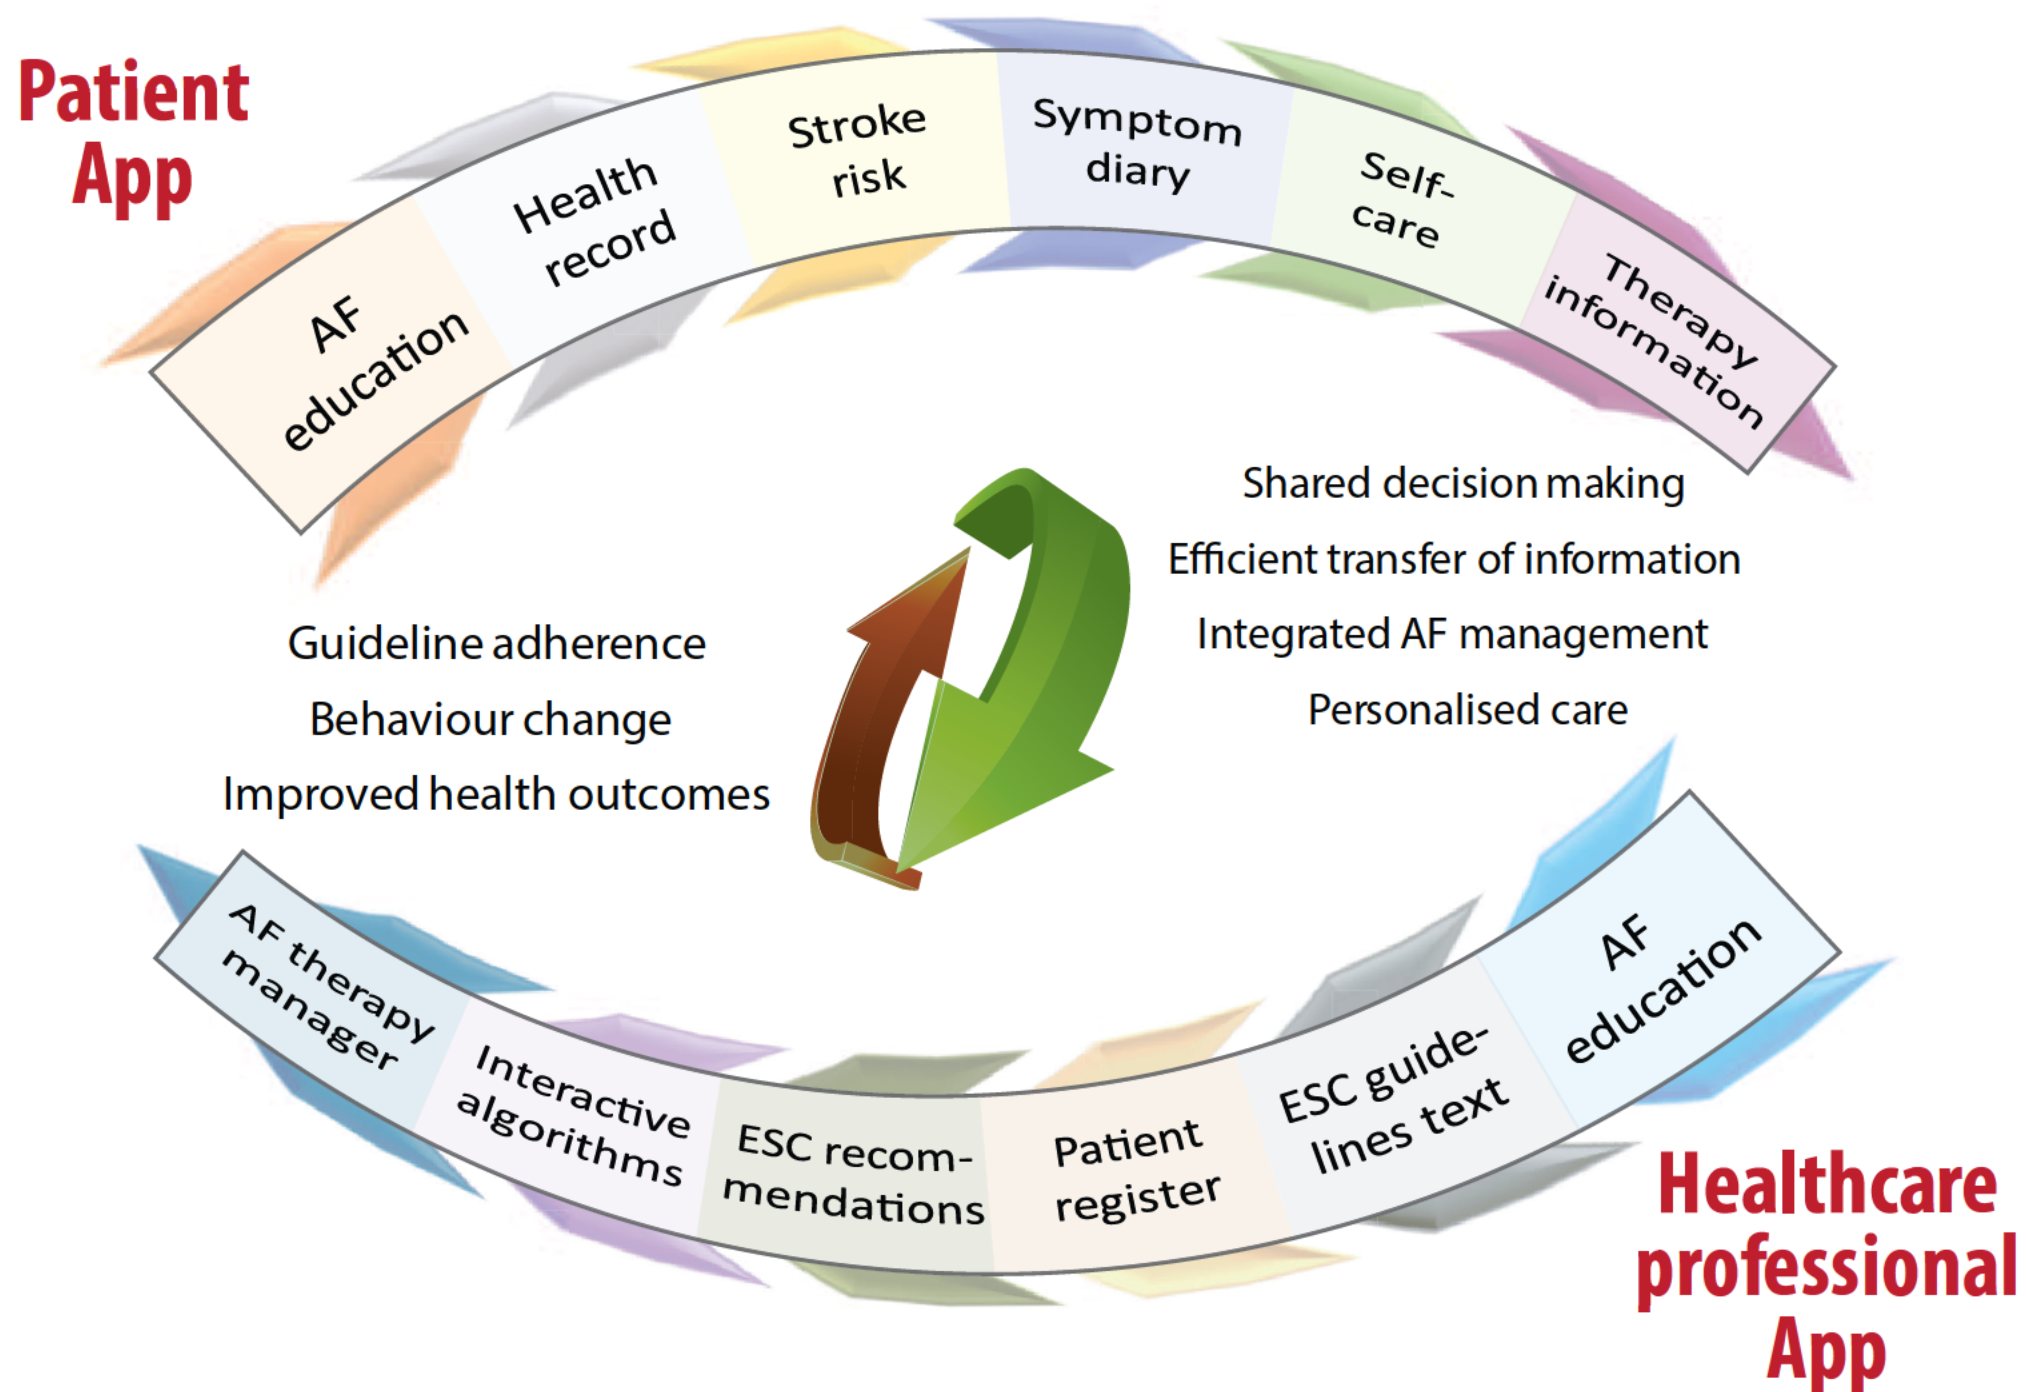 Patient
App
AF
education
Health
record
Stroke
risk
Symptom
diary
Self-
care
Therapy
information
Shared decision making
Efficient transfer of information
Integrated AF management
Personalised care
Guideline adherence
Behaviour change
Improved health outcomes
AF therapy
manager
Interactive
algorithms
ESC recom-
mendations
Patient
register
ESC guide-
lines text
AF
education
Healthcare
professional
App